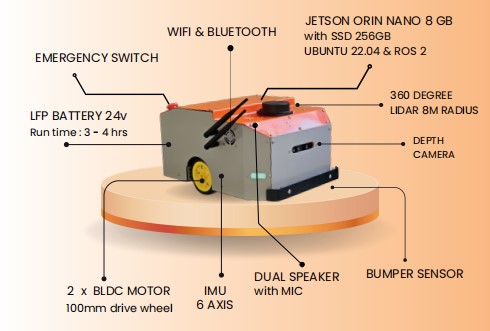 WIFI & BLUETOOTH
JETSON ORIN NANO 8 GB
with SSD 256GB
UBUNTU 22.04 & ROS 2
EMERGENCY SWITCH
360 DEGREE
LIDAR 8M RADIUS
LFP BATTERY 24v
Run time : 3 - 4 hrs
DEPTH
CAMERA
2 x BLDC MOTOR
100mm drive wheel
IMU
6 AXIS
DUAL SPEAKER
with MIC
BUMPER SENSOR